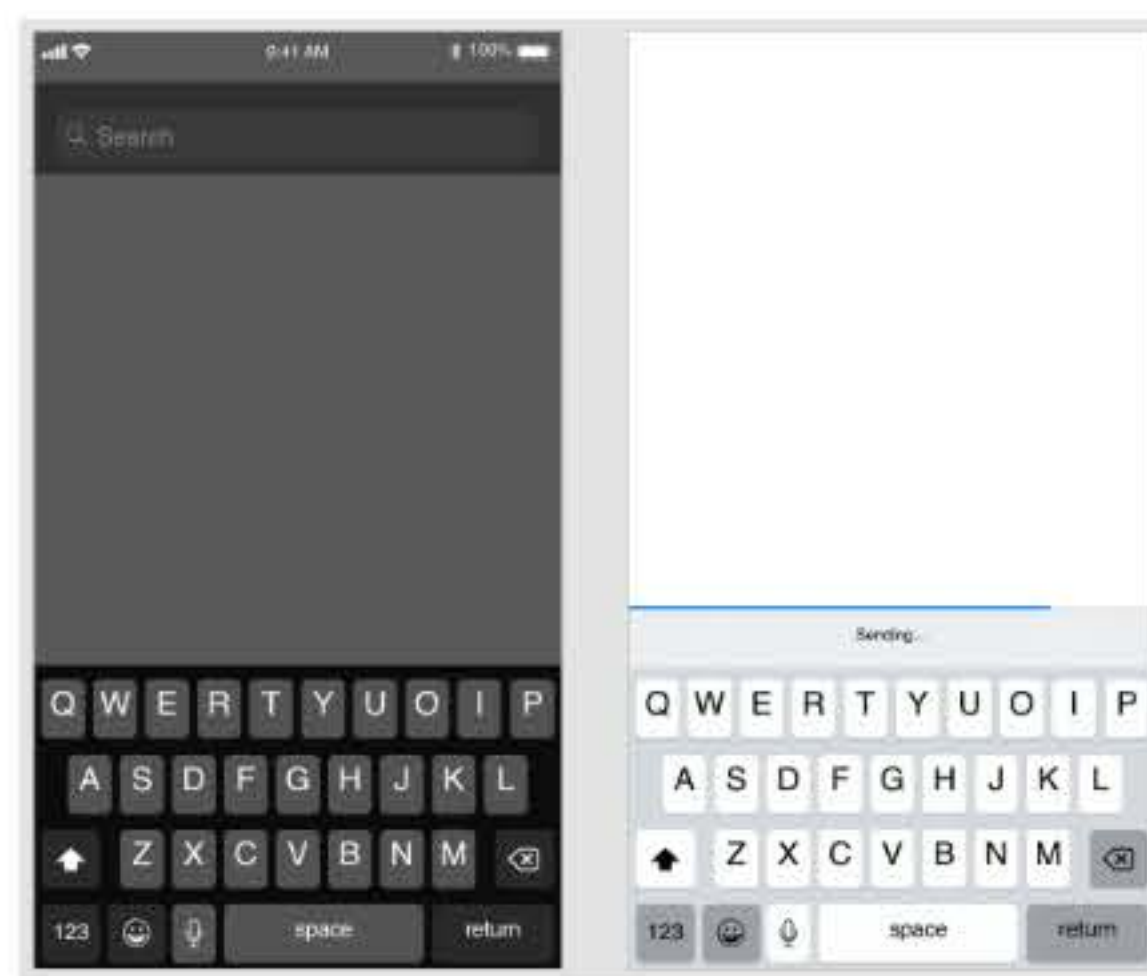 9:41 AM 100%
Search
Q W E R T Y U O I P
A S D F G H J K L
Z X C V B N M
123 space return
Sending...
Q W E R T Y U O I P
A S D F G H J K L
Z X C V B N M
123 space return